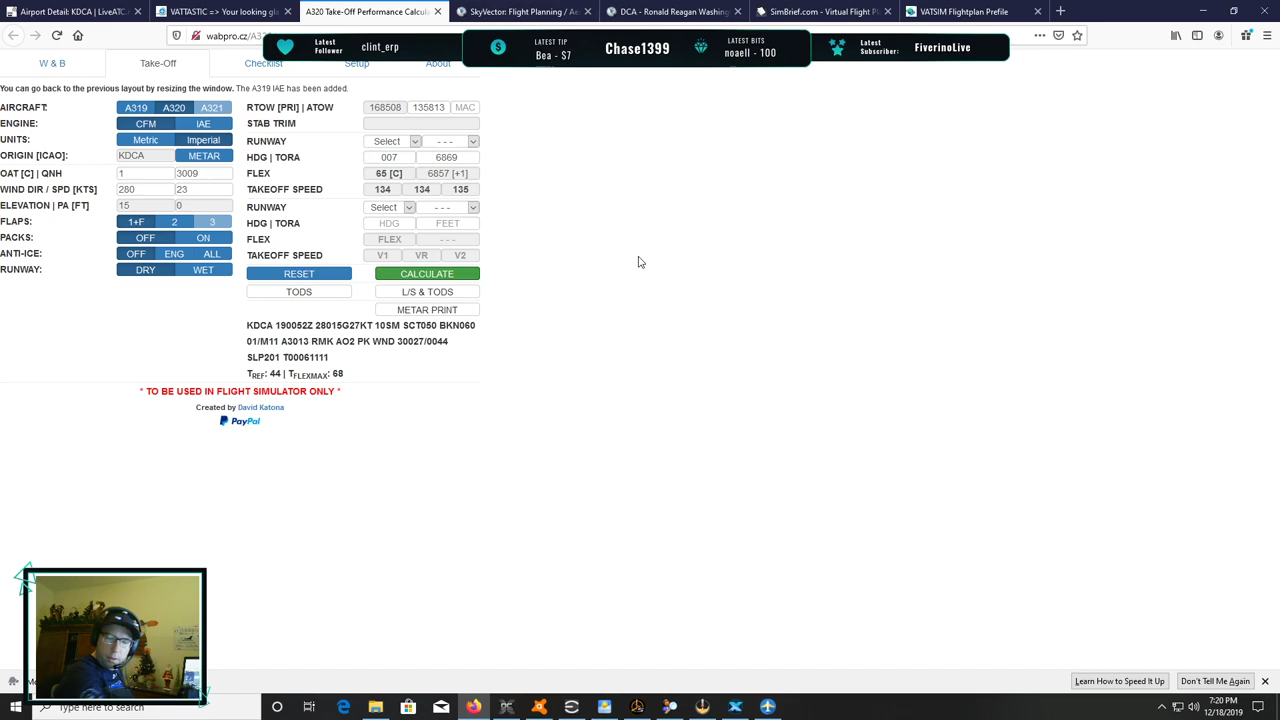 Airport Detail: KDCA | LiveATC.
VATTASTIC => Your looking gla
A320 Take-Off Performance Calcula
SkyVector: Flight Planning / Ae
DCA - Ronald Reagan Washing
SimBrief.com - Virtual Flight Pl
VATSIM Flightplan Prefile
wabpro.cz/A3
Latest Follower clint_erp
LATEST TIP
Bea - $7
Chase1399
LATEST BITS
noaell - 100
Latest Subscriber: FiverinoLive
W & B Take-Off Checklist Setup About
You can go back to the previous layout by resizing the window. The A319 IAE has been added.
AIRCRAFT: A319 A320 A321
ENGINE: CFM IAE
UNITS: Metric Imperial
ORIGIN [ICAO]: KDCA METAR
OAT [C] | QNH 1 3009
WIND DIR / SPD [KTS] 280 23
ELEVATION | PA [FT] 15 0
FLAPS: 1+F 2 3
PACKS: OFF ON
ANTI-ICE: OFF ENG ALL
RUNWAY: DRY WET
RTOW [PRI] | ATOW 168508 135813 MAC
STAB TRIM
RUNWAY Select - - -
HDG | TORA 007 6869
FLEX 65 [C] 6857 [+1]
TAKEOFF SPEED 134 134 135
RUNWAY Select - - -
HDG | TORA HDG FEET
FLEX FLEX - - -
TAKEOFF SPEED V1 VR V2
RESET CALCULATE
TODS L/S & TODS
METAR PRINT
KDCA 190052Z 28015G27KT 10SM SCT050 BKN060
01/M11 A3013 RMK AO2 PK WND 30027/0044
SLP201 T00061111
TREF: 44 | TFLEXMAX: 68
* TO BE USED IN FLIGHT SIMULATOR ONLY *
Created by David Katona
PayPal
Learn How to Speed It Up
Don't Tell Me Again
Type here to search
7:20 PM
12/18/2019